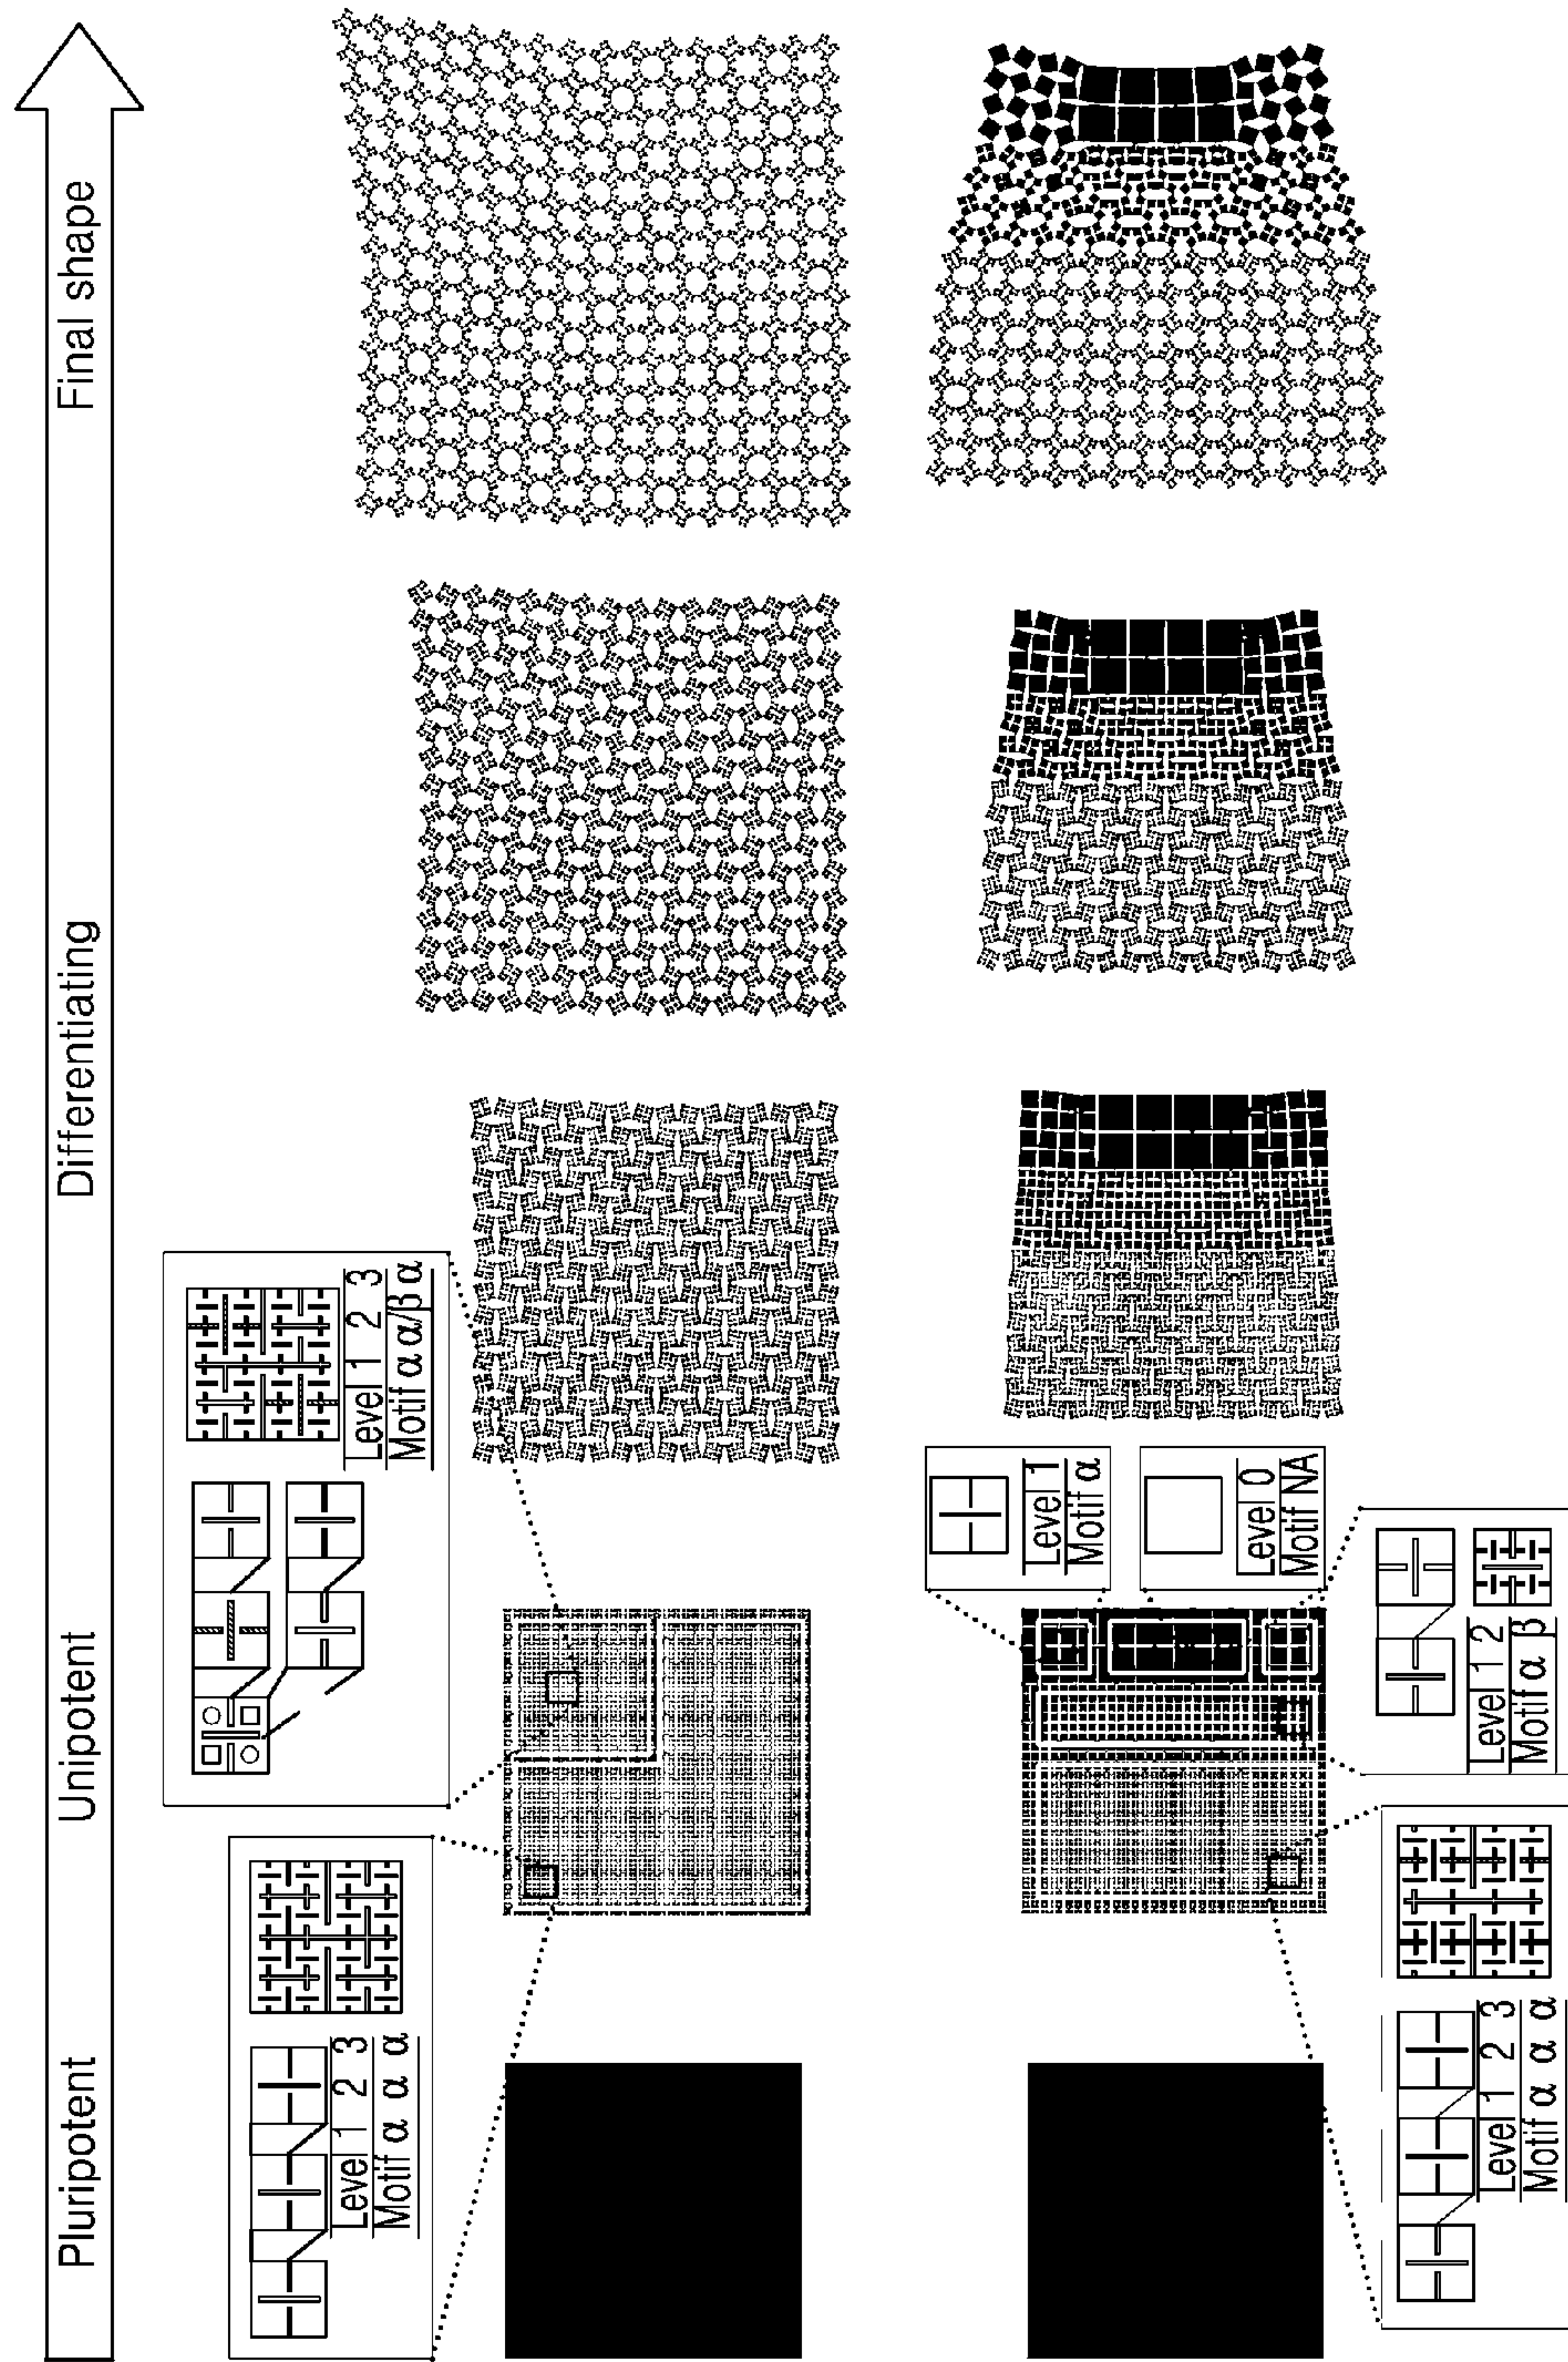 Pluripotent
Unipotent
Differentiating
Final shape
Level 1 2 3
Motif α α α
Level 1 2 3
Motif α α/β α
Level 1
Motif α
Level 0
Motif NA
Level 1 2
Motif α β
Level 1 2 3
Motif α α α